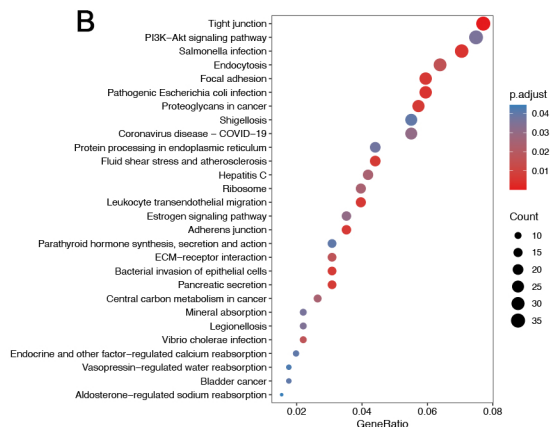 B
Tight junction
PI3K−Akt signaling pathway
Salmonella infection
Endocytosis
Focal adhesion
Pathogenic Escherichia coli infection
Proteoglycans in cancer
Shigellosis
Coronavirus disease − COVID−19
Protein processing in endoplasmic reticulum
Fluid shear stress and atherosclerosis
Hepatitis C
Ribosome
Leukocyte transendothelial migration
Estrogen signaling pathway
Adherens junction
Parathyroid hormone synthesis, secretion and action
ECM−receptor interaction
Bacterial invasion of epithelial cells
Pancreatic secretion
Central carbon metabolism in cancer
Mineral absorption
Legionellosis
Vibrio cholerae infection
Endocrine and other factor−regulated calcium reabsorption
Vasopressin−regulated water reabsorption
Bladder cancer
Aldosterone−regulated sodium reabsorption
0.02 0.04 0.06 0.08
GeneRatio
p.adjust
0.04
0.03
0.02
0.01
Count
10
15
20
25
30
35